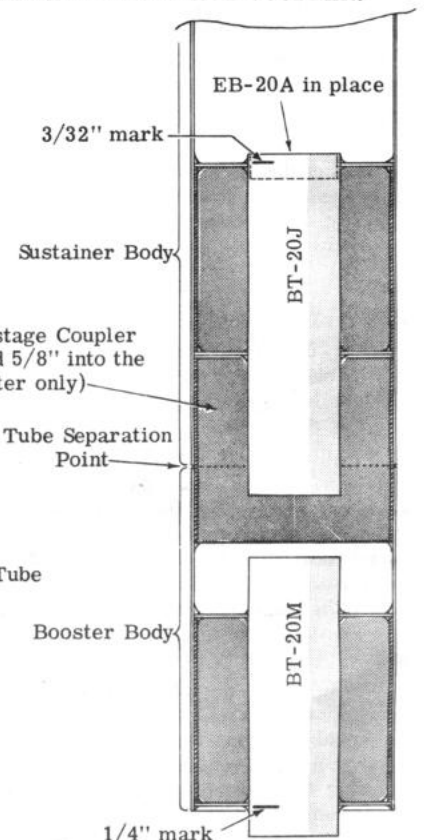 EB-20A in place
3/32" mark
BT-20J
Sustainer Body
stage Coupler
5/8" into the
ter only)
Tube Separation
Point
Tube
BT-20M
Booster Body
1/4" mark